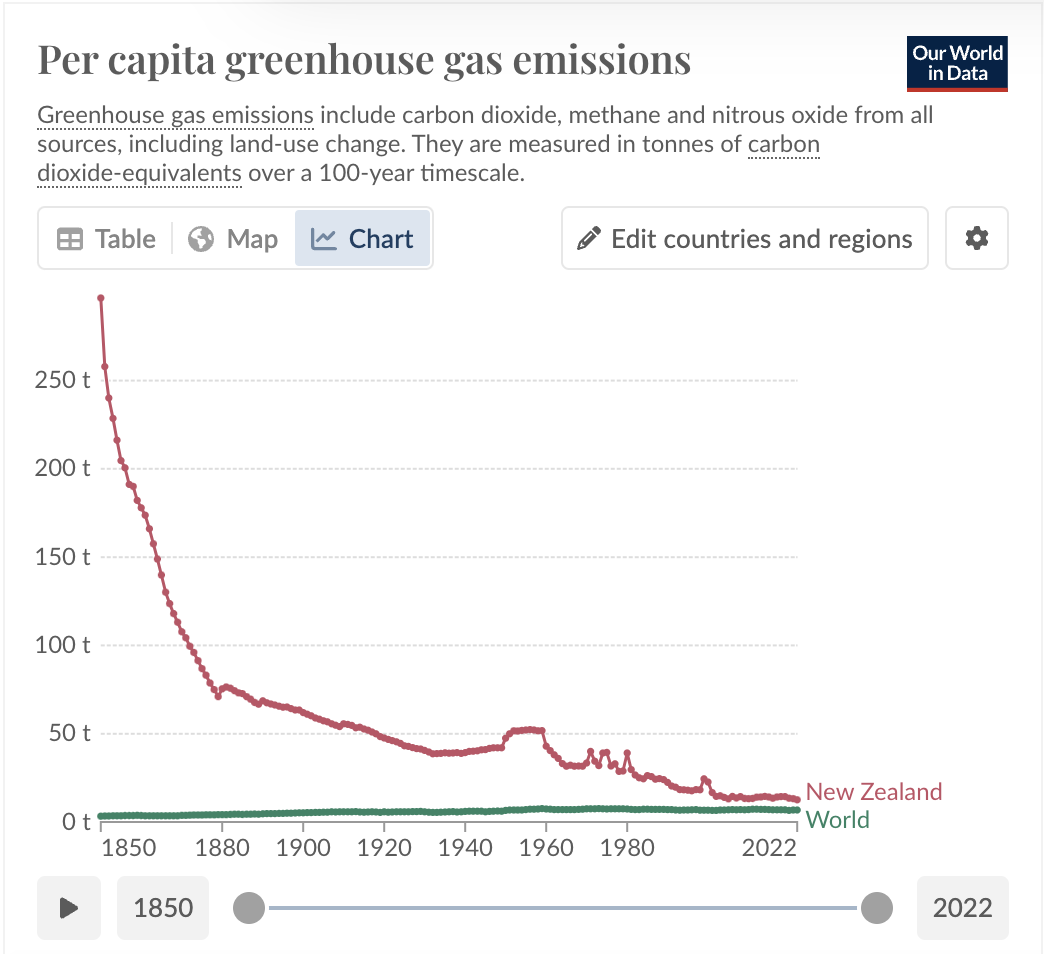 Per capita greenhouse gas emissions
Our World
in Data
Greenhouse gas emissions include carbon dioxide, methane and nitrous oxide from all
sources, including land-use change. They are measured in tonnes of carbon
dioxide-equivalents over a 100-year timescale.
Table Map Chart Edit countries and regions
250 t
200 t
150 t
100 t
50 t
0 t
New Zealand
World
1850 1880 1900 1920 1940 1960 1980 2022
1850 2022